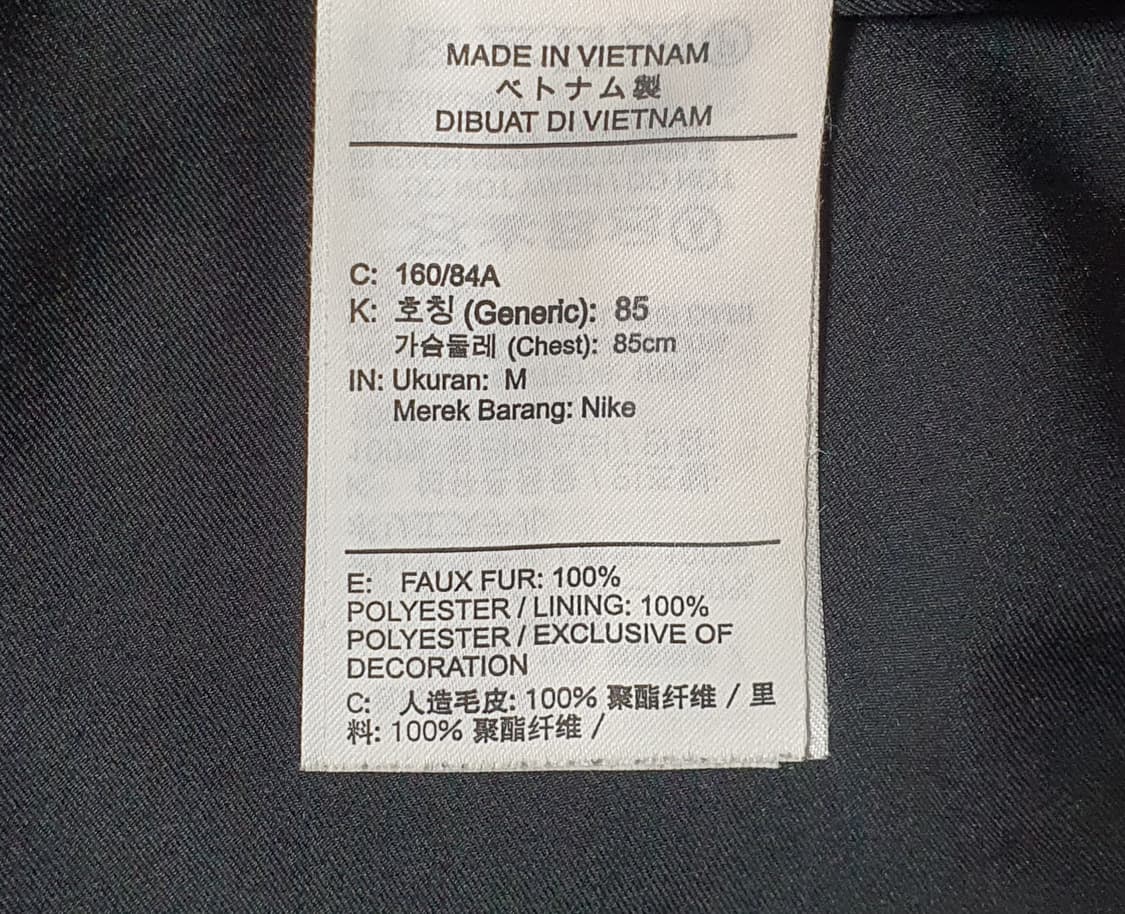 MADE IN VIETNAM
ベトナム製
DIBUAT DI VIETNAM
C: 160/84A
K: 호칭 (Generic): 85
가슴둘레 (Chest): 85cm
IN: Ukuran: M
Merek Barang: Nike
E: FAUX FUR: 100%
POLYESTER / LINING: 100%
POLYESTER / EXCLUSIVE OF
DECORATION
C: 人造毛皮: 100% 聚酯纤维 / 里
料: 100% 聚酯纤维 /